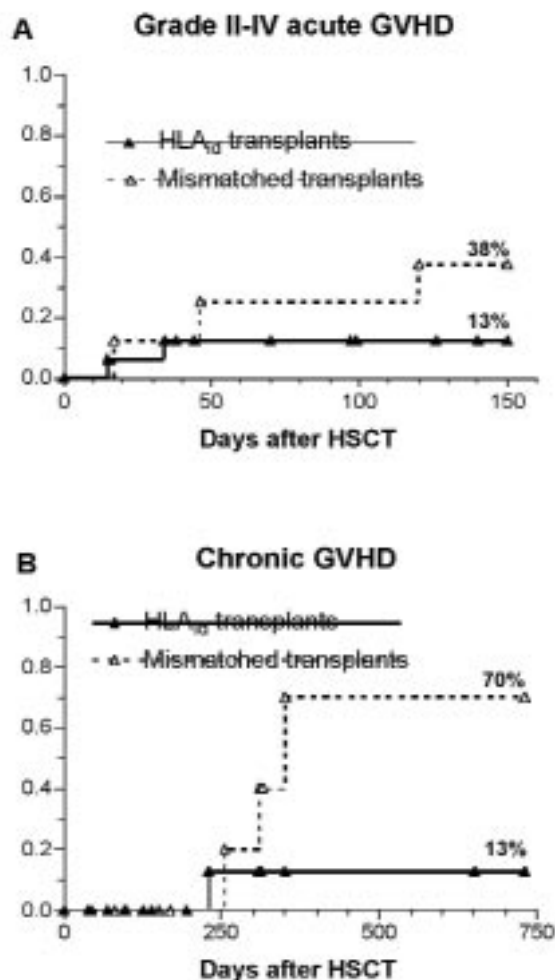 A
Grade II-IV acute GVHD
1.0
0.8
0.6
0.4
0.2
0.0
HLAid transplants
Mismatched transplants
38%
13%
0 50 100 150
Days after HSCT
B
Chronic GVHD
1.0
0.8
0.6
0.4
0.2
0.0
HLAid transplants
Mismatched transplants
70%
13%
0 250 500 750
Days after HSCT